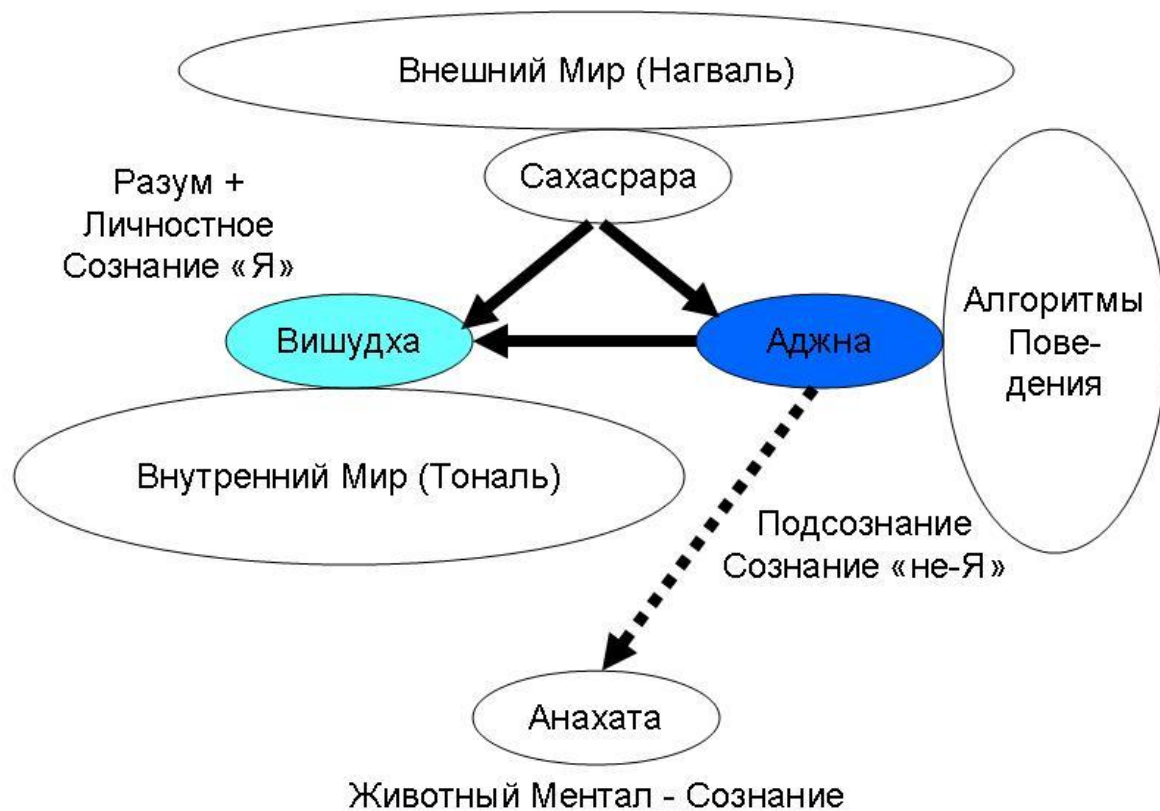 Внешний Мир (Нагваль)
Сахасрара
Разум +
Личностное
Сознание «Я»
Вишудха
Аджна
Алгоритмы
Пове-
дения
Внутренний Мир (Тональ)
Подсознание
Сознание «не-Я»
Анахата
Животный Ментал - Сознание